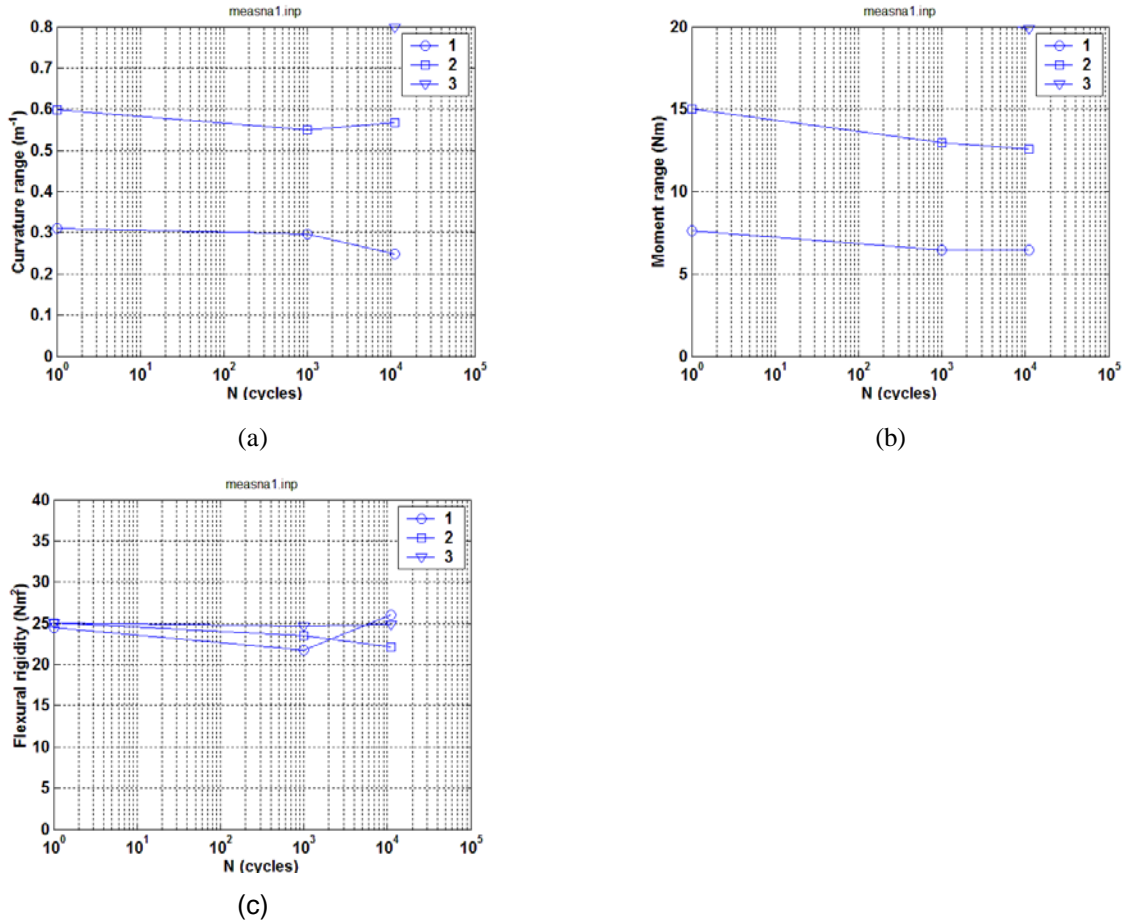 measna1.inp
0.8
0.7
0.6
0.5
0.4
0.3
0.2
0.1
0
Curvature range (m⁻¹)
1
2
3
10⁰ 10¹ 10² 10³ 10⁴ 10⁵
N (cycles)
(a)
measna1.inp
20
15
10
5
0
Moment range (Nm)
1
2
3
10⁰ 10¹ 10² 10³ 10⁴ 10⁵
N (cycles)
(b)
measna1.inp
40
35
30
25
20
15
10
5
0
Flexural rigidity (Nm²)
1
2
3
10⁰ 10¹ 10² 10³ 10⁴ 10⁵
N (cycles)
(c)